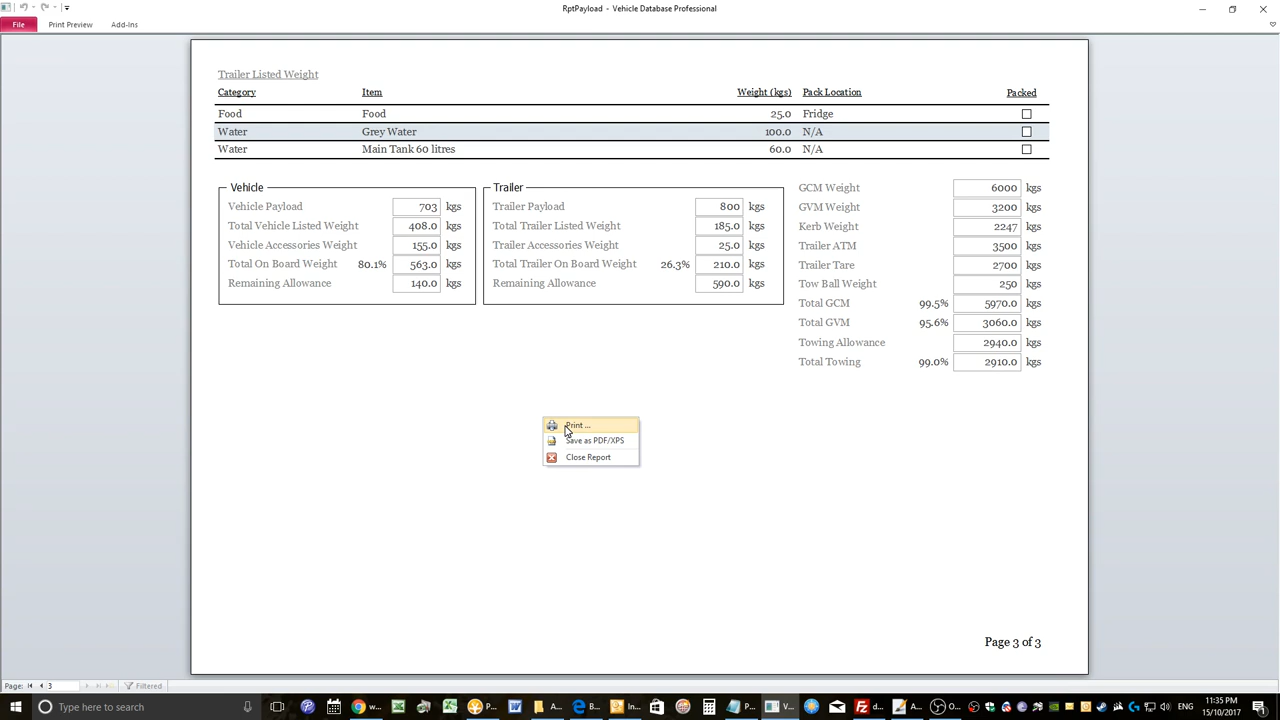 RptPayload - Vehicle Database Professional
File Print Preview Add-Ins
Trailer Listed Weight
Category Item Weight (kgs) Pack Location Packed
Food Food 25.0 Fridge
Water Grey Water 100.0 N/A
Water Main Tank 60 litres 60.0 N/A
Vehicle
Vehicle Payload 703 kgs
Total Vehicle Listed Weight 408.0 kgs
Vehicle Accessories Weight 155.0 kgs
Total On Board Weight 80.1% 563.0 kgs
Remaining Allowance 140.0 kgs
Trailer
Trailer Payload 800 kgs
Total Trailer Listed Weight 185.0 kgs
Trailer Accessories Weight 25.0 kgs
Total Trailer On Board Weight 26.3% 210.0 kgs
Remaining Allowance 590.0 kgs
GCM Weight 6000 kgs
GVM Weight 3200 kgs
Kerb Weight 2247 kgs
Trailer ATM 3500 kgs
Trailer Tare 2700 kgs
Tow Ball Weight 250 kgs
Total GCM 99.5% 5970.0 kgs
Total GVM 95.6% 3060.0 kgs
Towing Allowance 2940.0 kgs
Total Towing 99.0% 2910.0 kgs
Print ...
Save as PDF/XPS
Close Report
Page 3 of 3
Page: 3 Filtered
Type here to search w... P... A... B... In... P... V... d... A... O... A... ENG 11:35 PM
15/10/2017